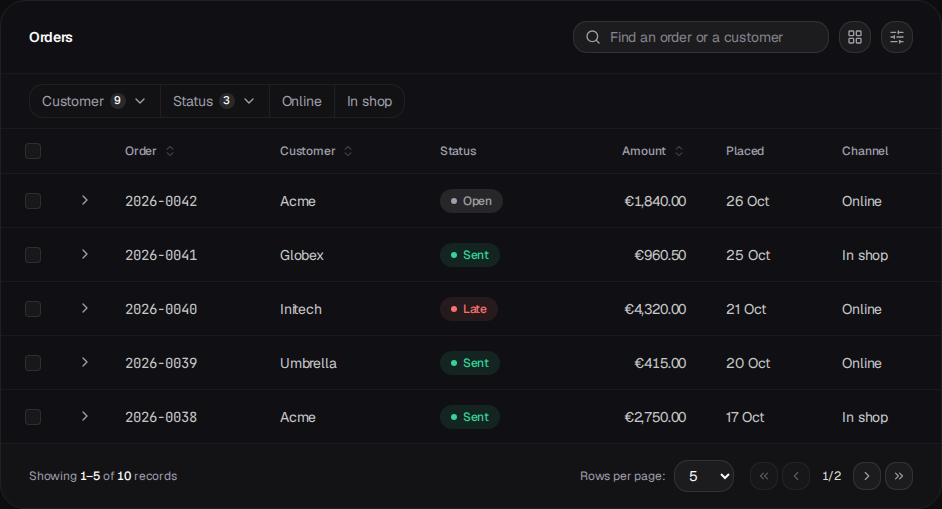 Orders
Find an order or a customer
Customer 9 Status 3 Online In shop
Order Customer Status Amount Placed Channel
2026-0042 Acme Open €1,840.00 26 Oct Online
2026-0041 Globex Sent €960.50 25 Oct In shop
2026-0040 Initech Late €4,320.00 21 Oct Online
2026-0039 Umbrella Sent €415.00 20 Oct Online
2026-0038 Acme Sent €2,750.00 17 Oct In shop
Showing 1–5 of 10 records Rows per page: 5 1/2